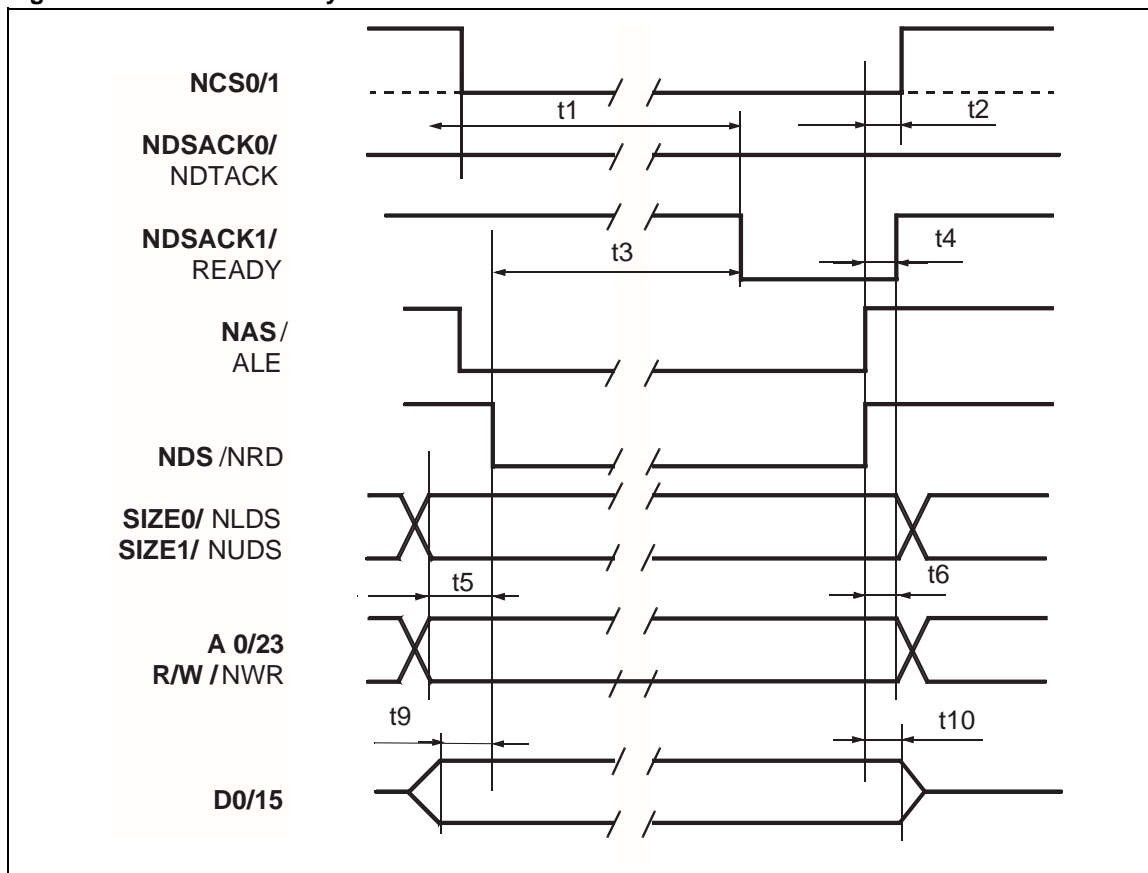 NCS0/1
t1
t2
NDSACK0/
NDTACK
NDSACK1/
READY
t3
t4
NAS/
ALE
NDS /NRD
SIZE0/ NLDS
SIZE1/ NUDS
t5
t6
A 0/23
R/W /NWR
t9
t10
D0/15